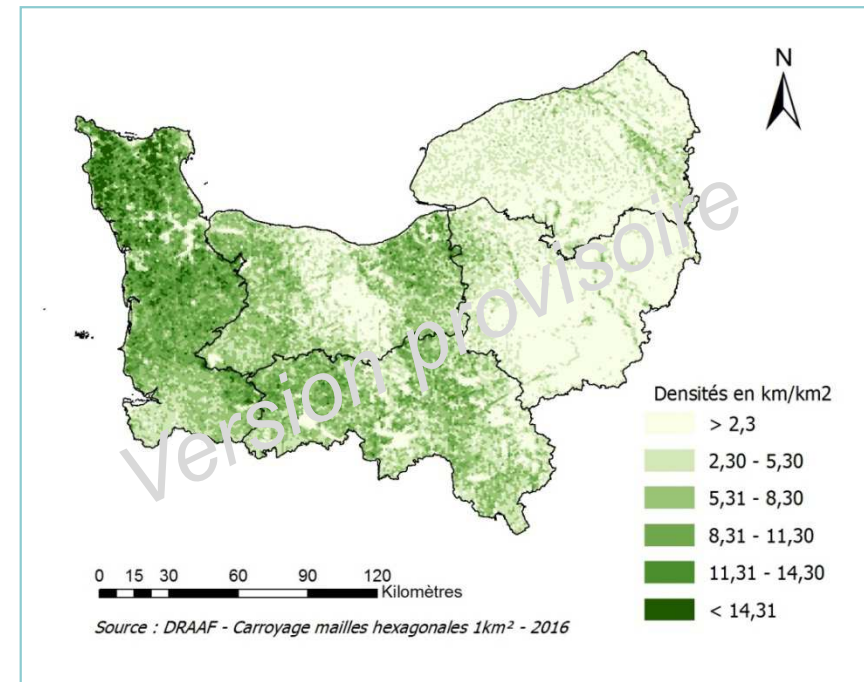 N
Version provisoire
Densités en km/km2
> 2,3
2,30 - 5,30
5,31 - 8,30
8,31 - 11,30
11,31 - 14,30
< 14,31
0 15 30 60 90 120
Kilomètres
Source : DRAAF - Carroyage mailles hexagonales 1km² - 2016